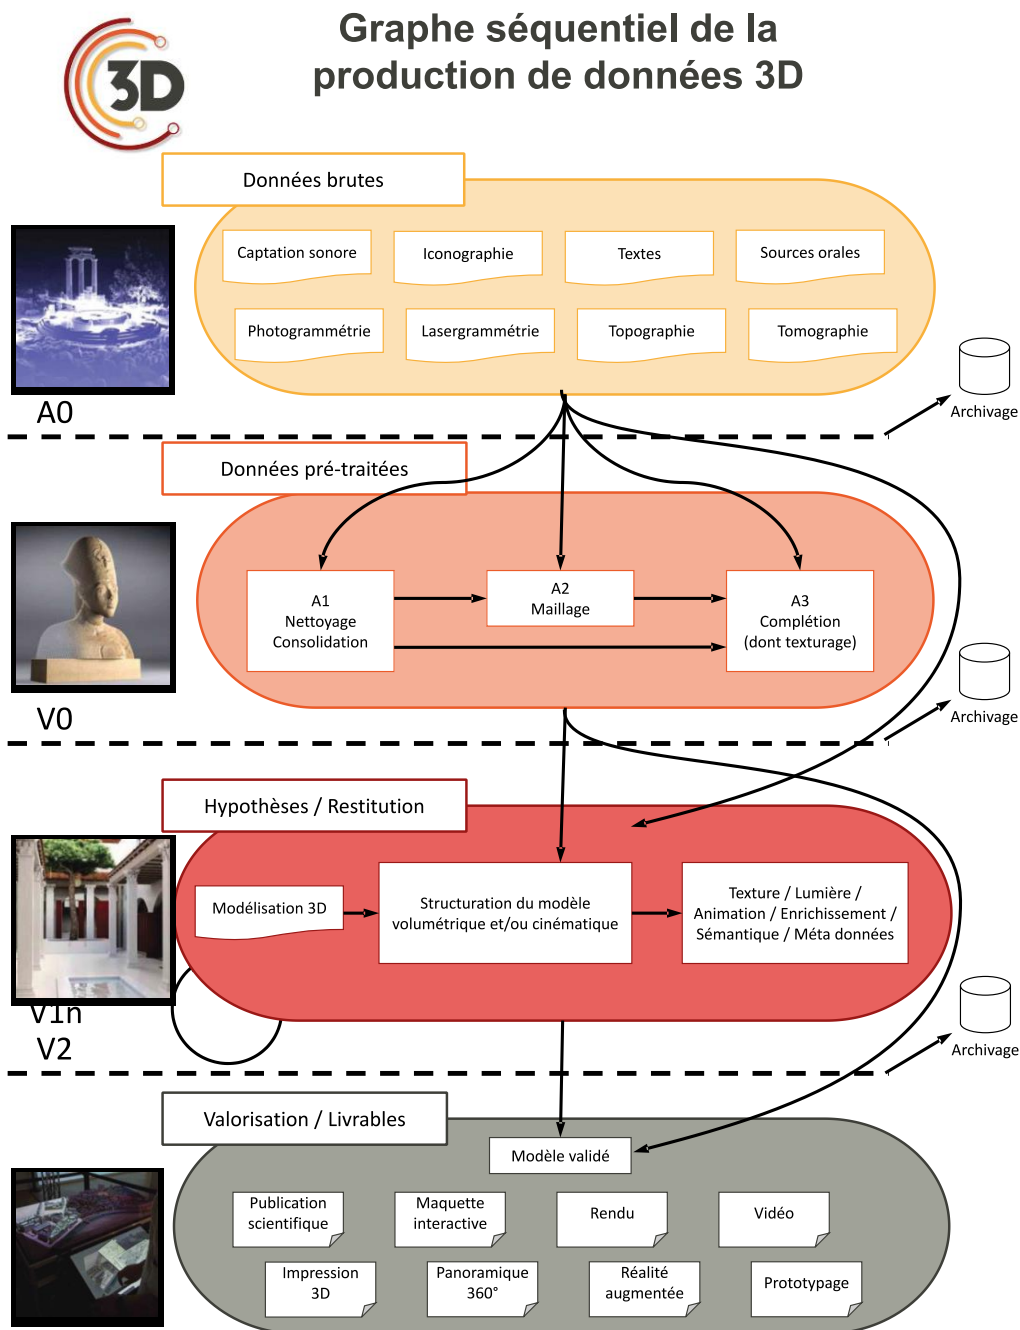 3D
Graphe séquentiel de la
production de données 3D
Données brutes
Captation sonore
Iconographie
Textes
Sources orales
Photogrammétrie
Lasergrammétrie
Topographie
Tomographie
A0
Archivage
Données pré-traitées
A1
Nettoyage
Consolidation
A2
Maillage
A3
Complétion
(dont texturage)
V0
Archivage
Hypothèses / Restitution
Modélisation 3D
Structuration du modèle
volumétrique et/ou cinématique
Texture / Lumière /
Animation / Enrichissement /
Sémantique / Méta données
V1n
V2
Archivage
Valorisation / Livrables
Modèle validé
Publication
scientifique
Maquette
interactive
Rendu
Vidéo
Impression
3D
Panoramique
360°
Réalité
augmentée
Prototypage